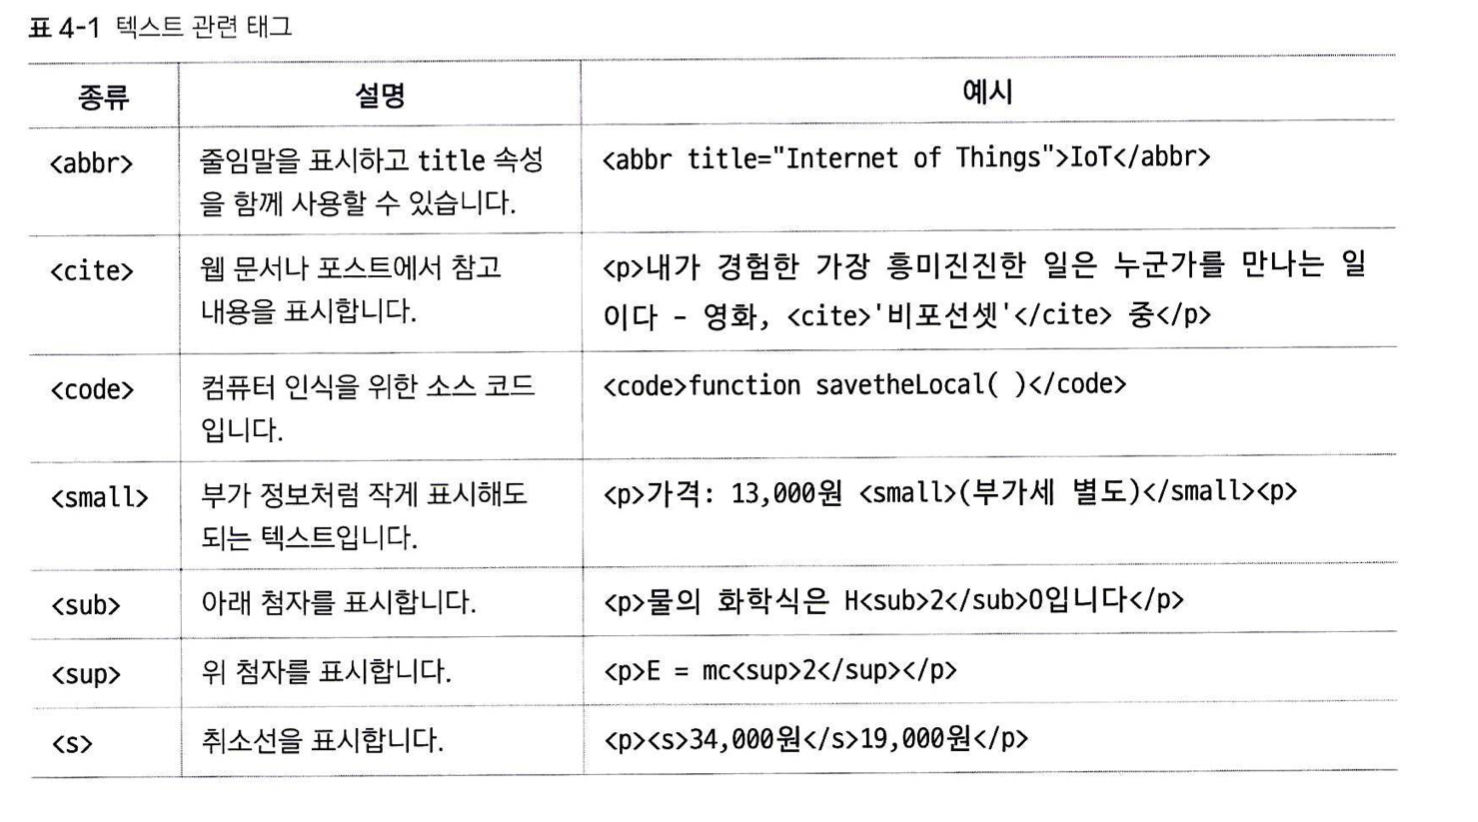 표 4-1 텍스트 관련 태그
종류 설명 예시
<abbr> 줄임말을 표시하고 title 속성 <abbr title="Internet of Things">IoT</abbr>
을 함께 사용할 수 있습니다.
<cite> 웹 문서나 포스트에서 참고 <p>내가 경험한 가장 흥미진진한 일은 누군가를 만나는 일
내용을 표시합니다. 이다 - 영화, <cite>'비포선셋'</cite> 중</p>
<code> 컴퓨터 인식을 위한 소스 코드 <code>function savetheLocal( )</code>
입니다.
<small> 부가 정보처럼 작게 표시해도 <p>가격: 13,000원 <small>(부가세 별도)</small><p>
되는 텍스트입니다.
<sub> 아래 첨자를 표시합니다. <p>물의 화학식은 H<sub>2</sub>O입니다</p>
<sup> 위 첨자를 표시합니다. <p>E = mc<sup>2</sup></p>
<s> 취소선을 표시합니다. <p><s>34,000원</s>19,000원</p>